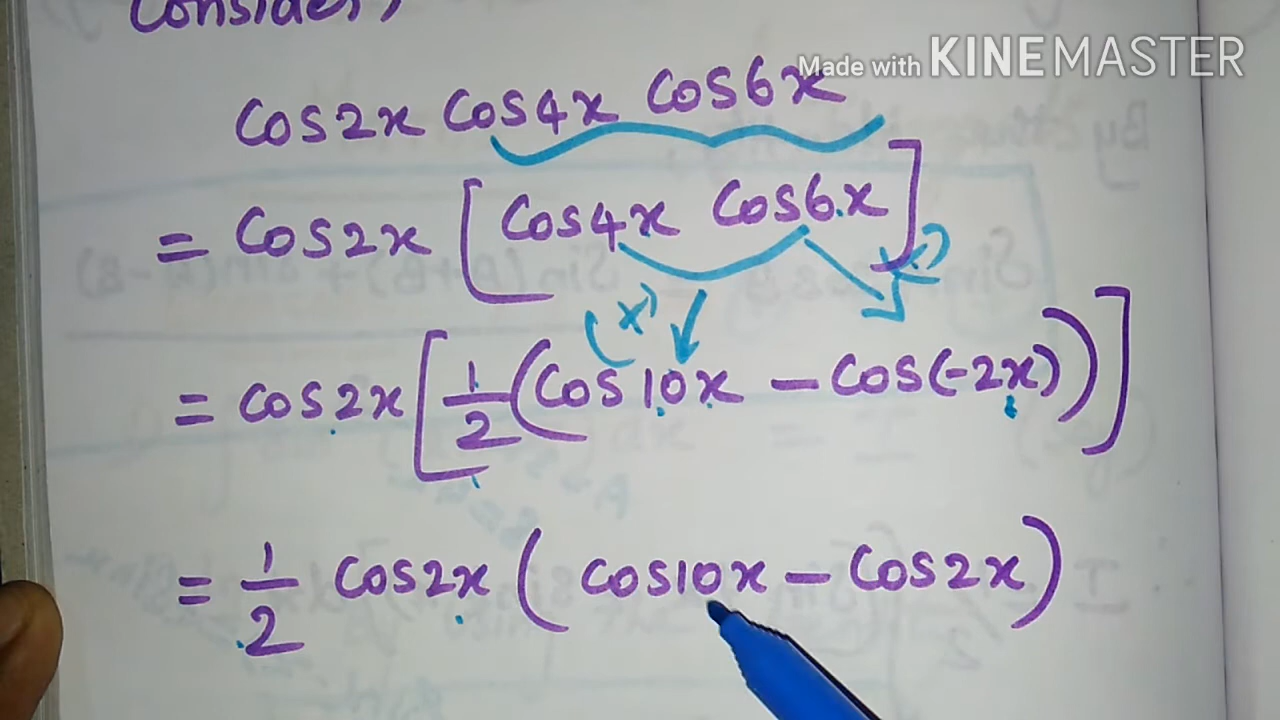 Consider,
Made with KINEMASTER
cos2x cos4x cos6x
= cos2x [cos4x cos6x]
= cos2x [1/2 (cos10x - cos(-2x))]
= 1/2 cos2x (cos10x - cos2x)